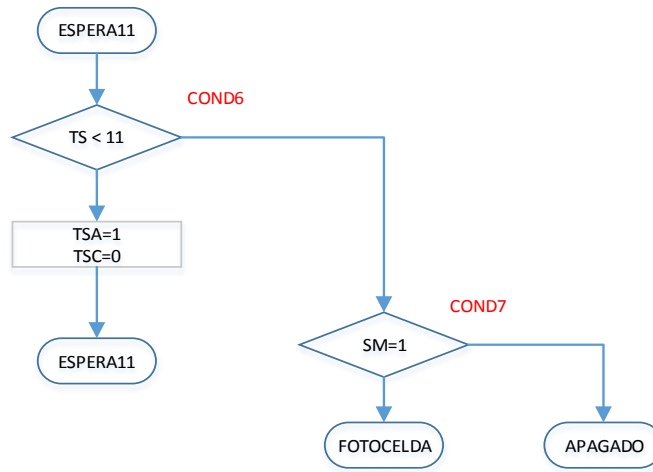 ESPERA11
COND6
TS < 11
TSA=1
TSC=0
COND7
SM=1
ESPERA11
FOTOCELDA
APAGADO